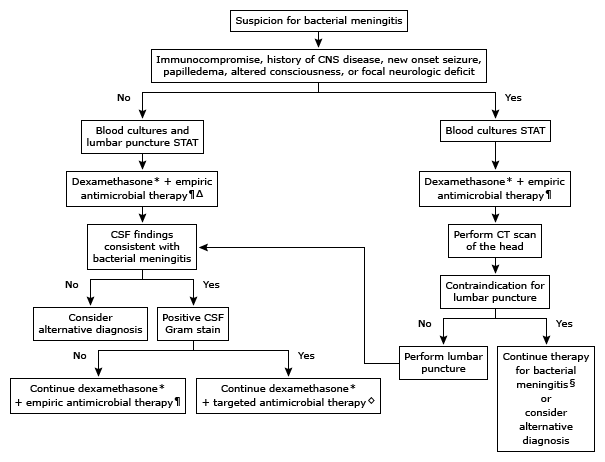 Suspicion for bacterial meningitis
Immunocompromise, history of CNS disease, new onset seizure,
papilledema, altered consciousness, or focal neurologic deficit
No
Yes
Blood cultures and
lumbar puncture STAT
Blood cultures STAT
Dexamethasone* + empiric
antimicrobial therapy¶Δ
Dexamethasone* + empiric
antimicrobial therapy¶
CSF findings
consistent with
bacterial meningitis
Perform CT scan
of the head
Contraindication for
lumbar puncture
No
Yes
Consider
alternative diagnosis
Positive CSF
Gram stain
No
Yes
Perform lumbar
puncture
Continue therapy
for bacterial
meningitis§
or
consider
alternative
diagnosis
No
Yes
Continue dexamethasone*
+ empiric antimicrobial therapy¶
Continue dexamethasone*
+ targeted antimicrobial therapy◇